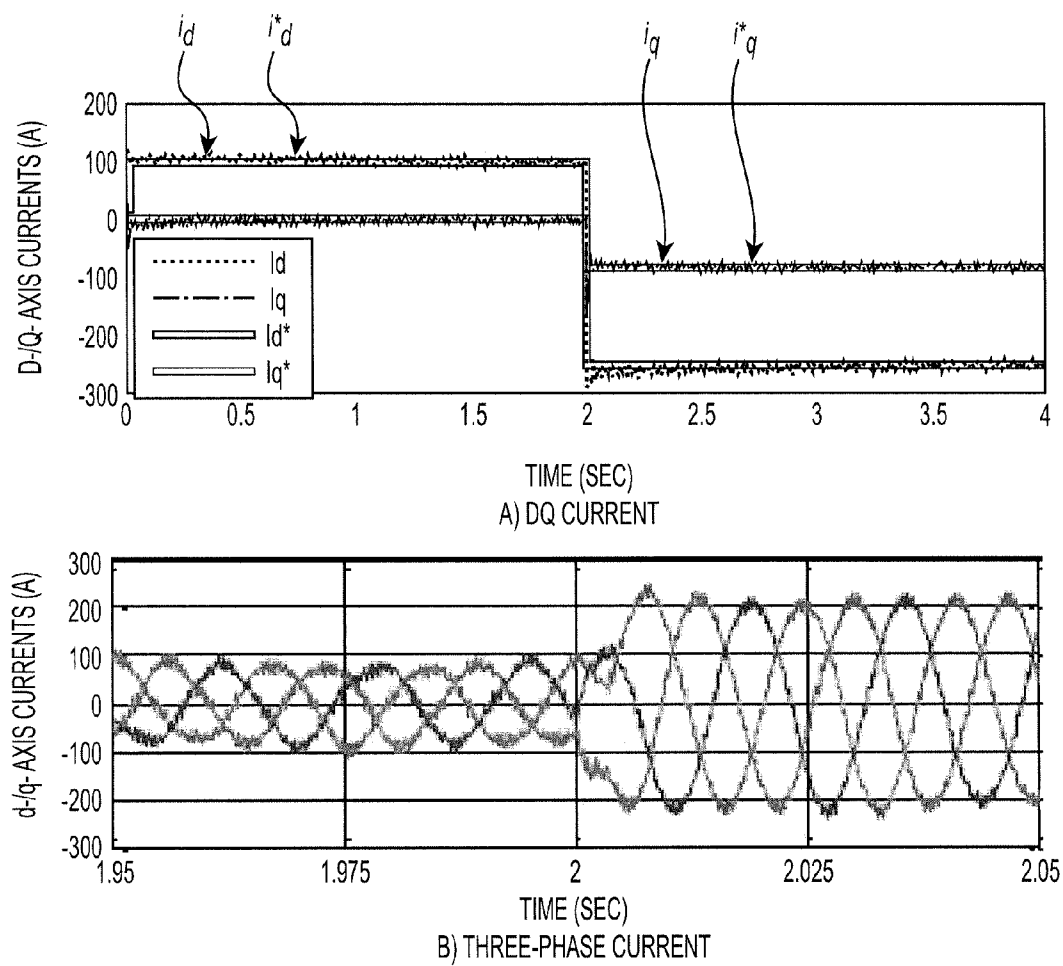 i_d i*_d i_q i*_q
D-/Q- AXIS CURRENTS (A)
200
100
0
-100
-200
-300
Id
Iq
Id*
Iq*
0 0.5 1 1.5 2 2.5 3 3.5 4
TIME (SEC)
A) DQ CURRENT
d-/q- AXIS CURRENTS (A)
300
200
100
0
-100
-200
-300
1.95 1.975 2 2.025 2.05
TIME (SEC)
B) THREE-PHASE CURRENT